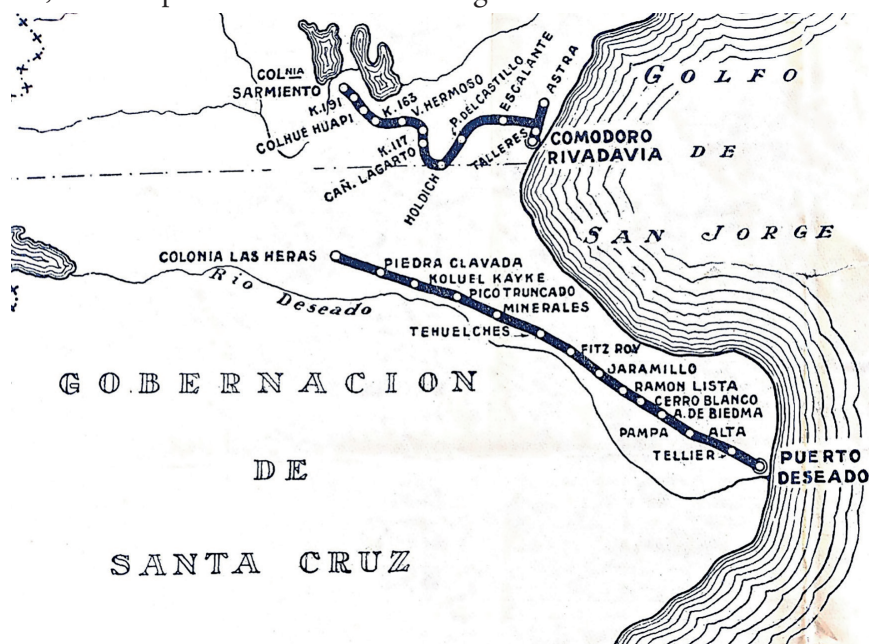 COLNIA
SARMIENTO
K.191
COLHUÉ HUAPI
K.163
V. HERMOSO
K.117
CAÑ. LAGARTO
HOLDICH
P. DEL CASTILLO
ESCALANTE
ASTRA
TALLERES
COMODORO
RIVADAVIA
GOLFO
DE
SAN JORGE
COLONIA LAS HERAS
PIEDRA CLAVADA
KOLUEL KAYKE
PICO TRUNCADO
MINERALES
TEHUELCHES
FITZ ROY
JARAMILLO
RAMON LISTA
CERRO BLANCO
A. DE BIEDMA
PAMPA ALTA
TELLIER
PUERTO
DESEADO
Rio Deseado
GOBERNACION
DE
SANTA CRUZ